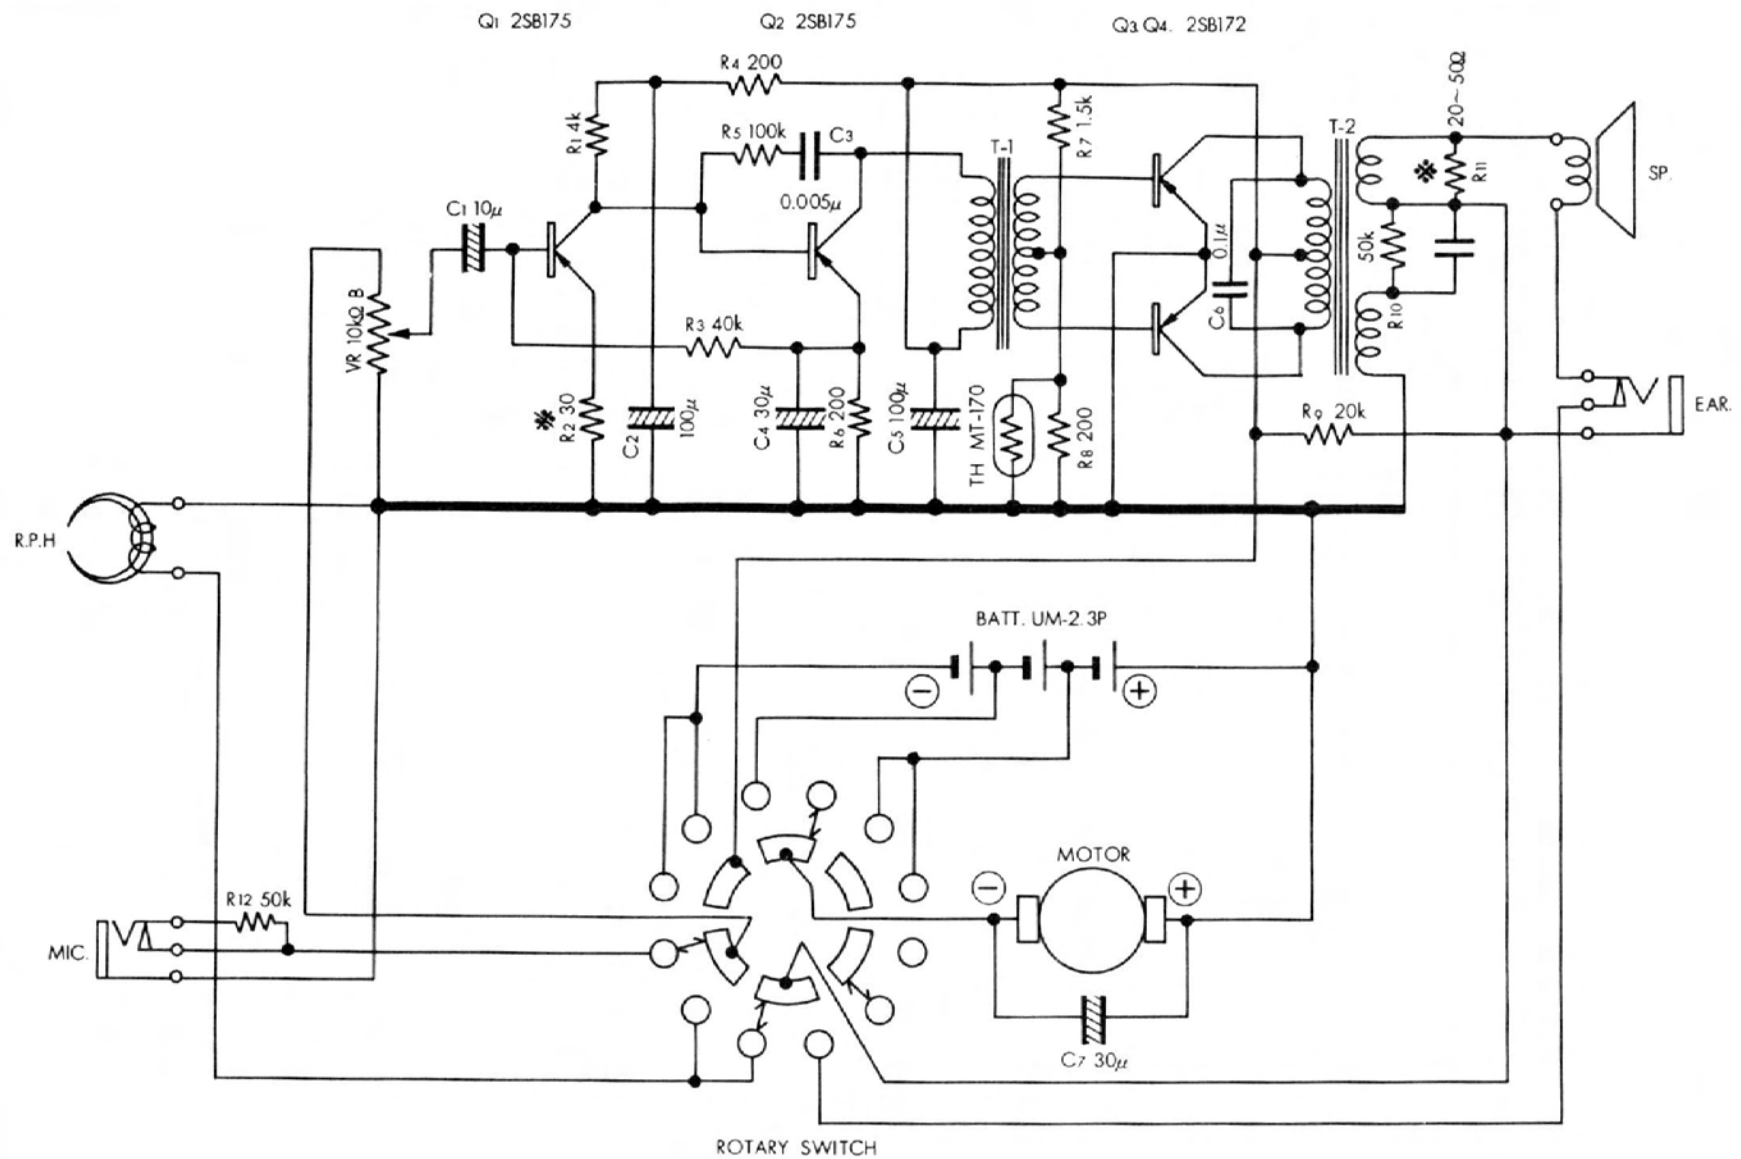 Q1 2SB175
Q2 2SB175
Q3 Q4. 2SB172
R4 200
R1 4k
R5 100k
C3
0.005μ
C1 10μ
VR 10kΩ B
R3 40k
※
R2 30
C2
100μ
C4 30μ
R6 200
C5 100μ
T-1
R7 1.5k
TH MT-170
R8 200
0.1μ
C6
T-2
20~50Ω
※
R11
50k
R10
SP.
R9 20k
EAR.
R.P.H
BATT. UM-2.3P
−
+
MOTOR
−
+
C7 30μ
R12 50k
MIC.
ROTARY SWITCH